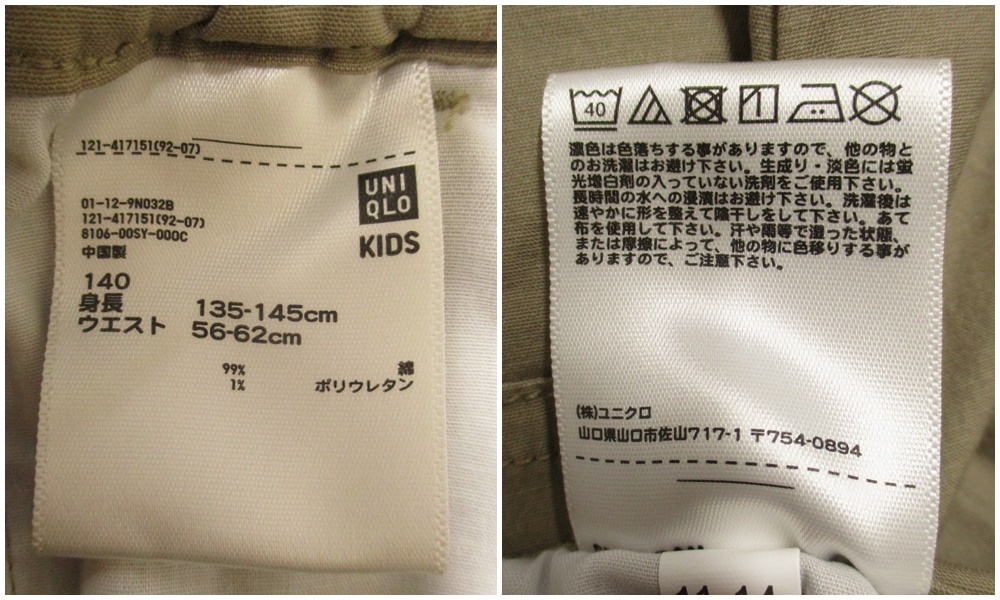 121-417151(92-07)
UNI
QLO
KIDS
01-12-9N032B
121-417151(92-07)
8106-00SY-000C
中国製
140
身長 135-145cm
ウエスト 56-62cm
99% 綿
1% ポリウレタン
40
濃色は色落ちする事がありますので、他の物と
のお洗濯はお避け下さい。生成り・淡色には蛍
光増白剤の入っていない洗剤をご使用下さい。
長時間の水への浸漬はお避け下さい。洗濯後は
速やかに形を整えて陰干しをして下さい。あて
布を使用して下さい。汗や雨等で湿った状態、
または摩擦によって、他の物に色移りする事が
ありますので、ご注意下さい。
(株)ユニクロ
山口県山口市佐山717-1 〒754-0894